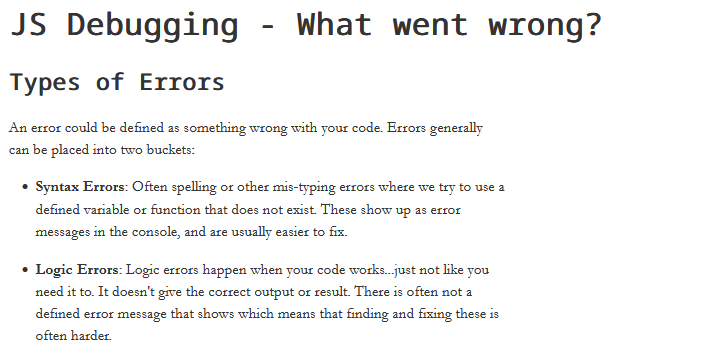 JS Debugging - What went wrong?
Types of Errors
An error could be defined as something wrong with your code. Errors generally
can be placed into two buckets:
• Syntax Errors: Often spelling or other mis-typing errors where we try to use a
defined variable or function that does not exist. These show up as error
messages in the console, and are usually easier to fix.
• Logic Errors: Logic errors happen when your code works...just not like you
need it to. It doesn't give the correct output or result. There is often not a
defined error message that shows which means that finding and fixing these is
often harder.